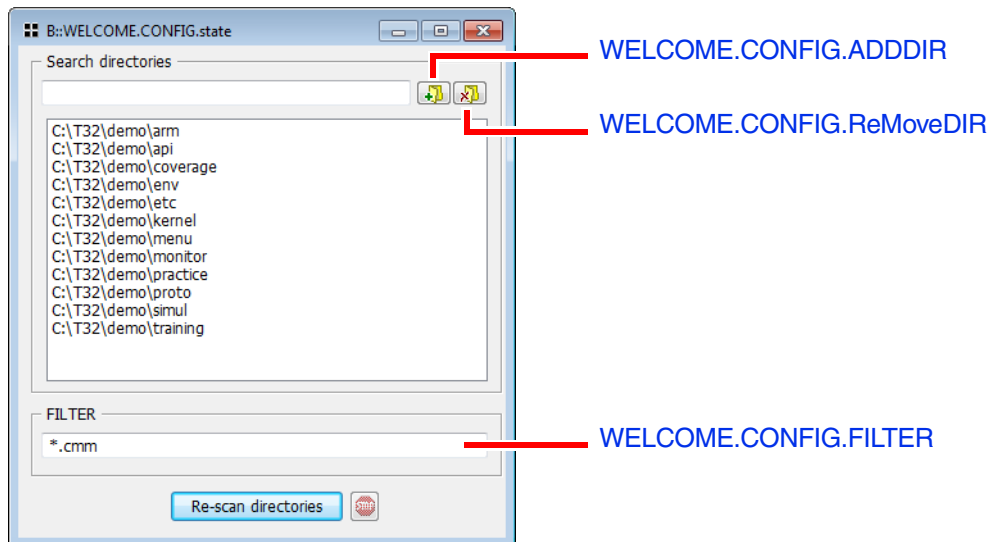 B::WELCOME.CONFIG.state
WELCOME.CONFIG.ADDDIR
Search directories
WELCOME.CONFIG.ReMoveDIR
C:\T32\demo\arm
C:\T32\demo\api
C:\T32\demo\coverage
C:\T32\demo\env
C:\T32\demo\etc
C:\T32\demo\kernel
C:\T32\demo\menu
C:\T32\demo\monitor
C:\T32\demo\practice
C:\T32\demo\proto
C:\T32\demo\simul
C:\T32\demo\training
FILTER
*.cmm
WELCOME.CONFIG.FILTER
Re-scan directories
STOP